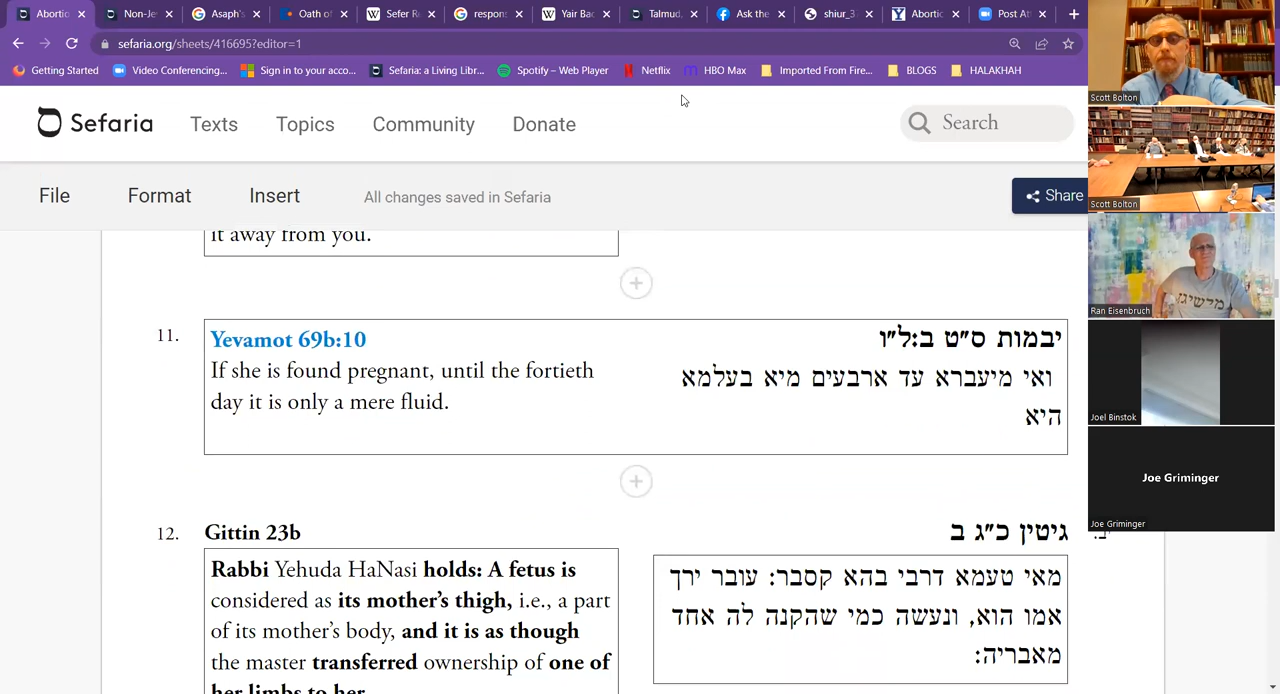 Abortio
Non-Je
Asaph's
Oath of
Sefer Re
respon:
Yair Bac
Talmud,
Ask the
shiur_3
Abortic
Post At
sefaria.org/sheets/416695?editor=1
Getting Started
Video Conferencing...
Sign in to your acco...
Sefaria: a Living Libr...
Spotify – Web Player
Netflix
HBO Max
Imported From Fire...
BLOGS
HALAKHAH
Sefaria
Texts
Topics
Community
Donate
Search
File
Format
Insert
All changes saved in Sefaria
Share
it away from you.
11.
Yevamot 69b:10
If she is found pregnant, until the fortieth
day it is only a mere fluid.
יבמות ס״ט ב:ל״ו
ואי מיעברא עד ארבעים מיא בעלמא
היא
12.
Gittin 23b
Rabbi Yehuda HaNasi holds: A fetus is
considered as its mother's thigh, i.e., a part
of its mother's body, and it is as though
the master transferred ownership of one of
her limbs to her
גיטין כ״ג ב
מאי טעמא דרבי בהא קסבר: עובר ירך
אמו הוא, ונעשה כמי שהקנה לה אחד
מאבריה:
Scott Bolton
Scott Bolton
מלשיגן
Ran Eisenbruch
Joel Binstok
Joe Griminger
Joe Griminger